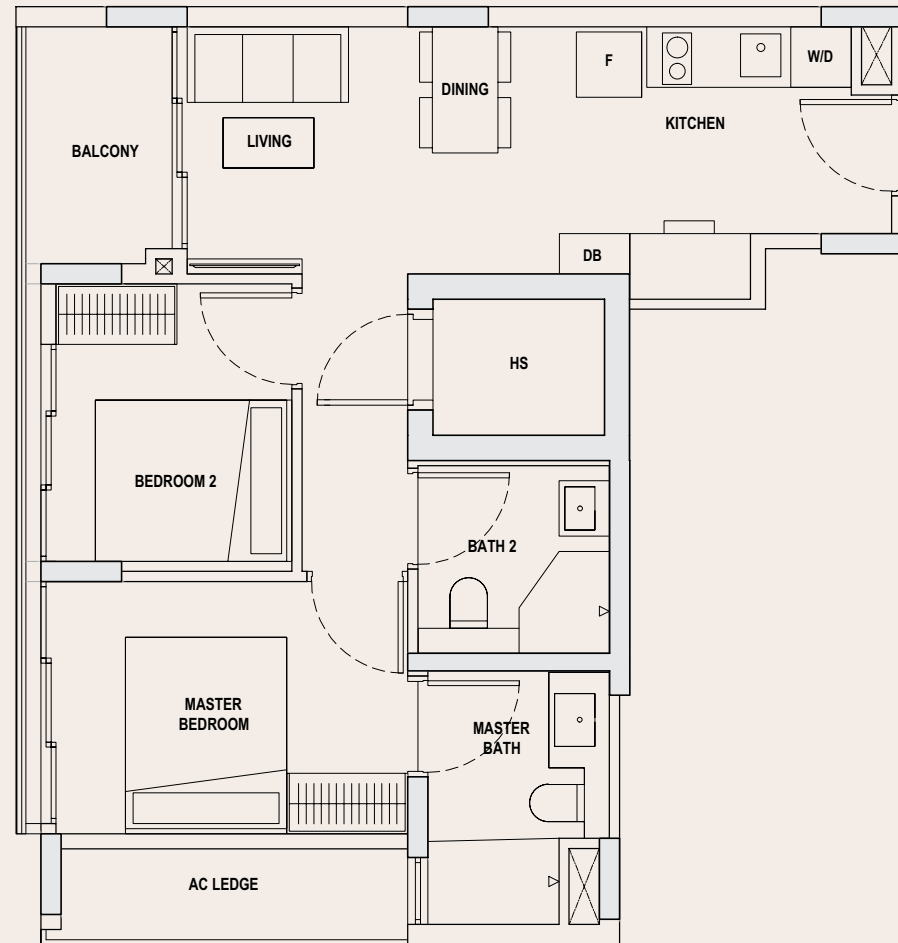 F
W/D
DINING
KITCHEN
LIVING
BALCONY
DB
HS
BEDROOM 2
BATH 2
MASTER
BEDROOM
MASTER
BATH
AC LEDGE